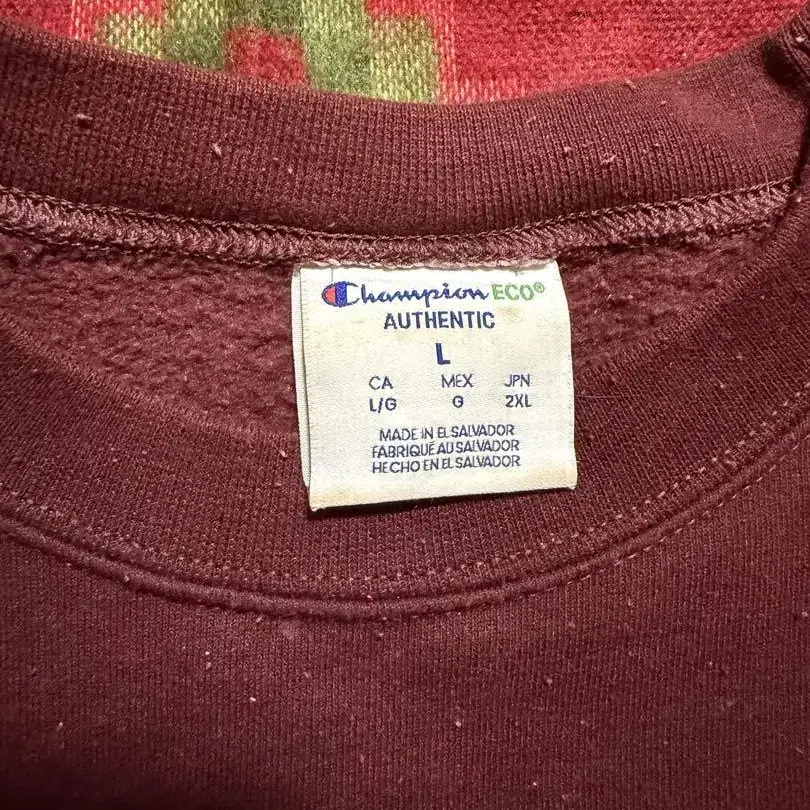 Champion ECO®
AUTHENTIC
L
CA MEX JPN
L/G G 2XL
MADE IN EL SALVADOR
FABRIQUÉ AU SALVADOR
HECHO EN EL SALVADOR